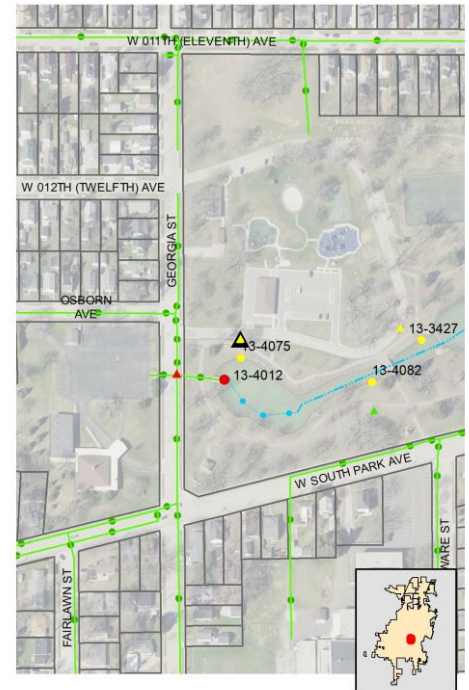 W 011TH (ELEVENTH) AVE
W 012TH (TWELFTH) AVE
GEORGIA ST
OSBORN
AVE
13-4075
13-3427
13-4012
13-4082
W SOUTH PARK AVE
FAIRLAWN ST
WARE ST